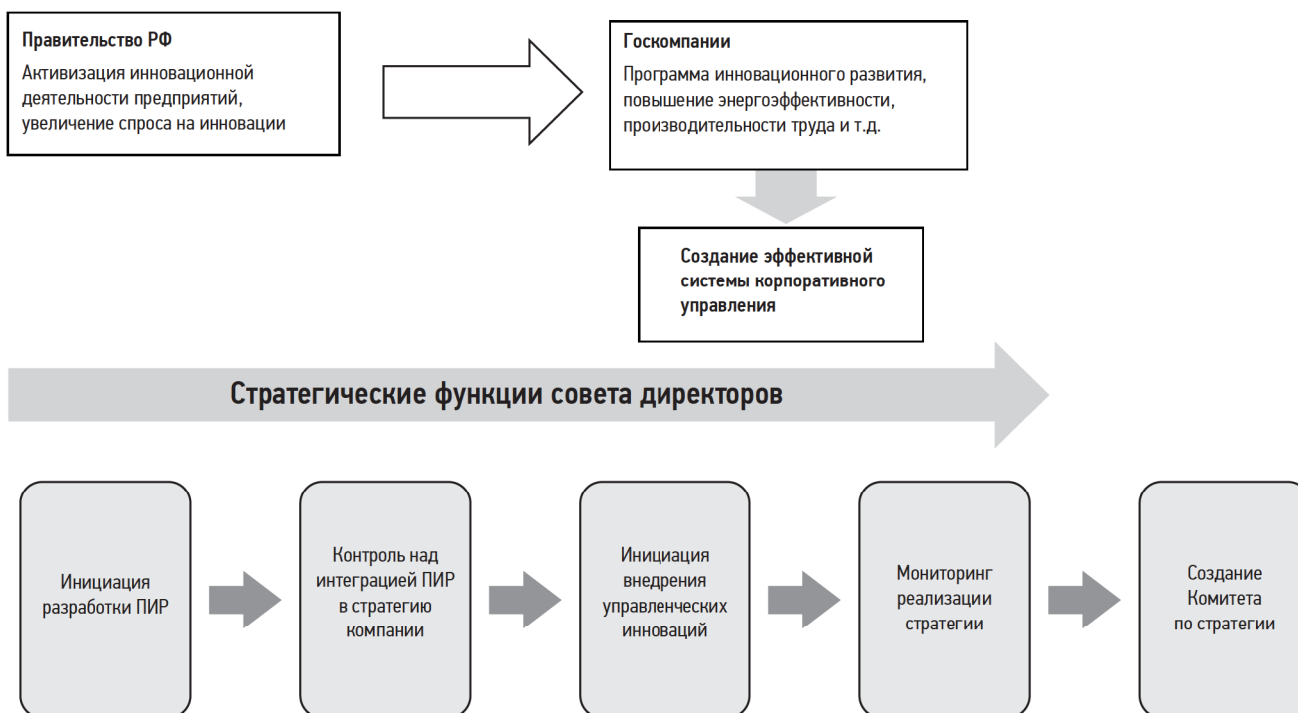 Правительство РФ
Активизация инновационной
деятельности предприятий,
увеличение спроса на инновации
Госкомпании
Программа инновационного развития,
повышение энергоэффективности,
производительности труда и т.д.
Создание эффективной
системы корпоративного
управления
Стратегические функции совета директоров
Инициация
разработки ПИР
Контроль над
интеграцией ПИР
в стратегию
компании
Инициация
внедрения
управленческих
инноваций
Мониторинг
реализации
стратегии
Создание
Комитета
по стратегии